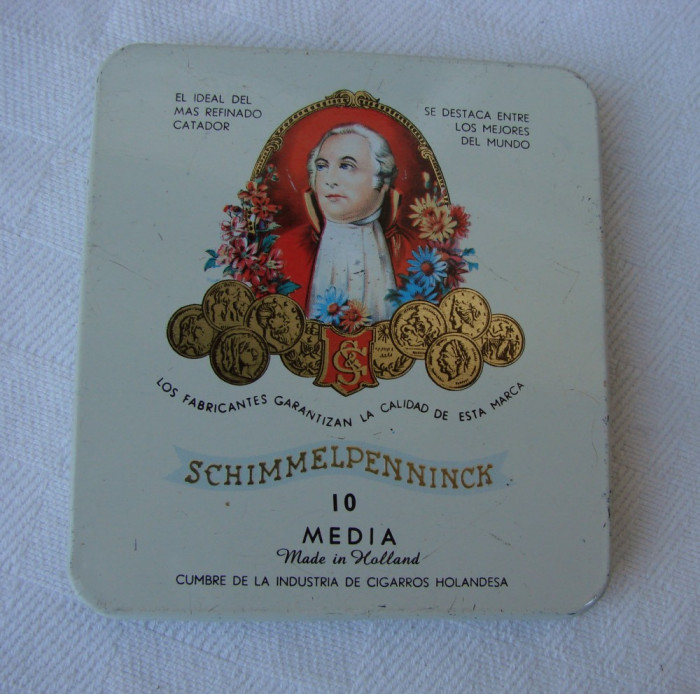 EL IDEAL DEL
MAS REFINADO
CATADOR
SE DESTACA ENTRE
LOS MEJORES
DEL MUNDO
LOS FABRICANTES GARANTIZAN LA CALIDAD DE ESTA MARCA
SCHIMMELPENNINCK
10
MEDIA
Made in Holland
CUMBRE DE LA INDUSTRIA DE CIGARROS HOLANDESA